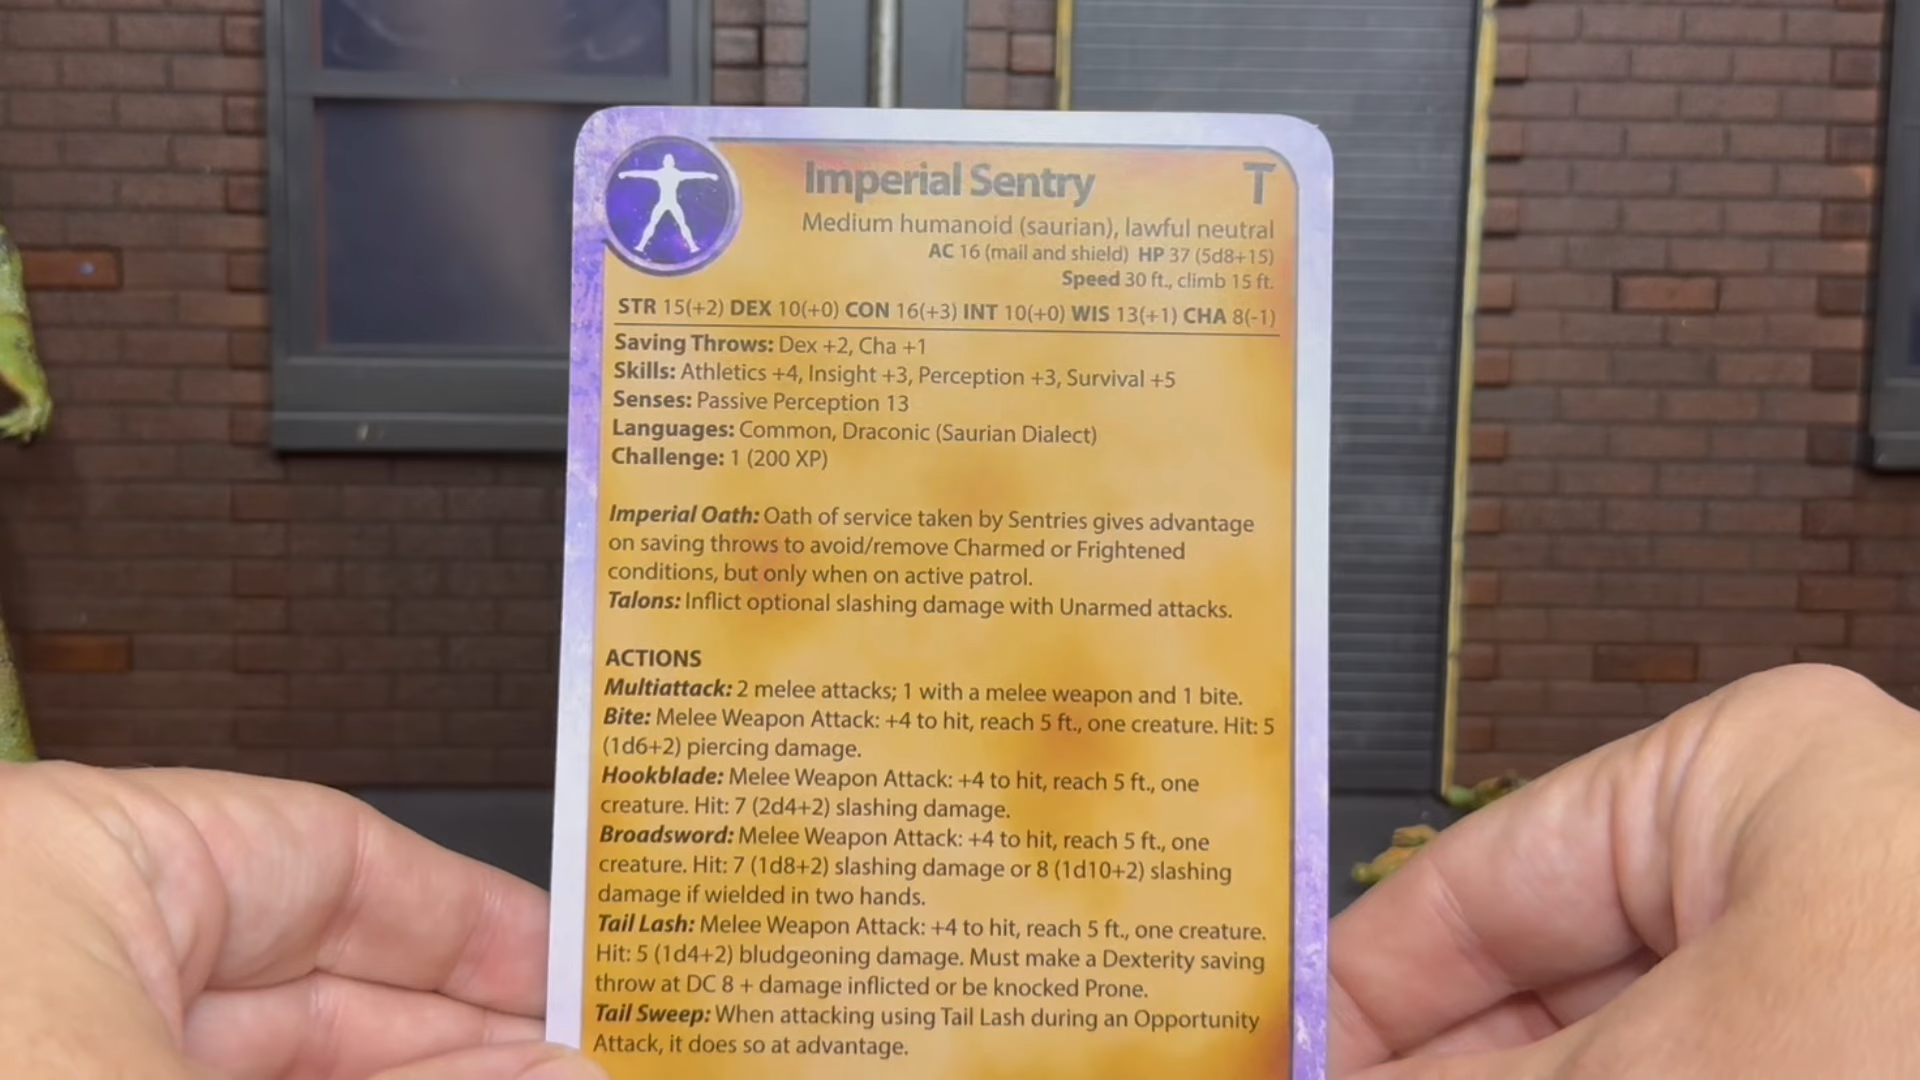 Imperial Sentry T
Medium humanoid (saurian), lawful neutral
AC 16 (mail and shield) HP 37 (5d8+15)
Speed 30 ft., climb 15 ft.
STR 15(+2) DEX 10(+0) CON 16(+3) INT 10(+0) WIS 13(+1) CHA 8(-1)
Saving Throws: Dex +2, Cha +1
Skills: Athletics +4, Insight +3, Perception +3, Survival +5
Senses: Passive Perception 13
Languages: Common, Draconic (Saurian Dialect)
Challenge: 1 (200 XP)
Imperial Oath: Oath of service taken by Sentries gives advantage
on saving throws to avoid/remove Charmed or Frightened
conditions, but only when on active patrol.
Talons: Inflict optional slashing damage with Unarmed attacks.
ACTIONS
Multiattack: 2 melee attacks; 1 with a melee weapon and 1 bite.
Bite: Melee Weapon Attack: +4 to hit, reach 5 ft., one creature. Hit: 5
(1d6+2) piercing damage.
Hookblade: Melee Weapon Attack: +4 to hit, reach 5 ft., one
creature. Hit: 7 (2d4+2) slashing damage.
Broadsword: Melee Weapon Attack: +4 to hit, reach 5 ft., one
creature. Hit: 7 (1d8+2) slashing damage or 8 (1d10+2) slashing
damage if wielded in two hands.
Tail Lash: Melee Weapon Attack: +4 to hit, reach 5 ft., one creature.
Hit: 5 (1d4+2) bludgeoning damage. Must make a Dexterity saving
throw at DC 8 + damage inflicted or be knocked Prone.
Tail Sweep: When attacking using Tail Lash during an Opportunity
Attack, it does so at advantage.